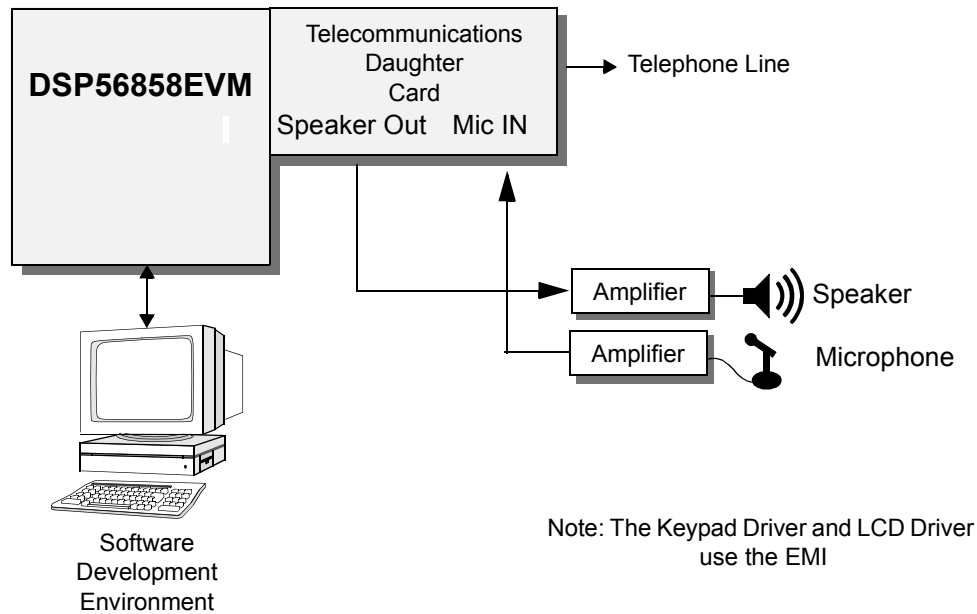 DSP56858EVM
Telecommunications
Daughter
Card
Speaker Out Mic IN
Telephone Line
Amplifier
Speaker
Amplifier
Microphone
Software
Development
Environment
Note: The Keypad Driver and LCD Driver
use the EMI